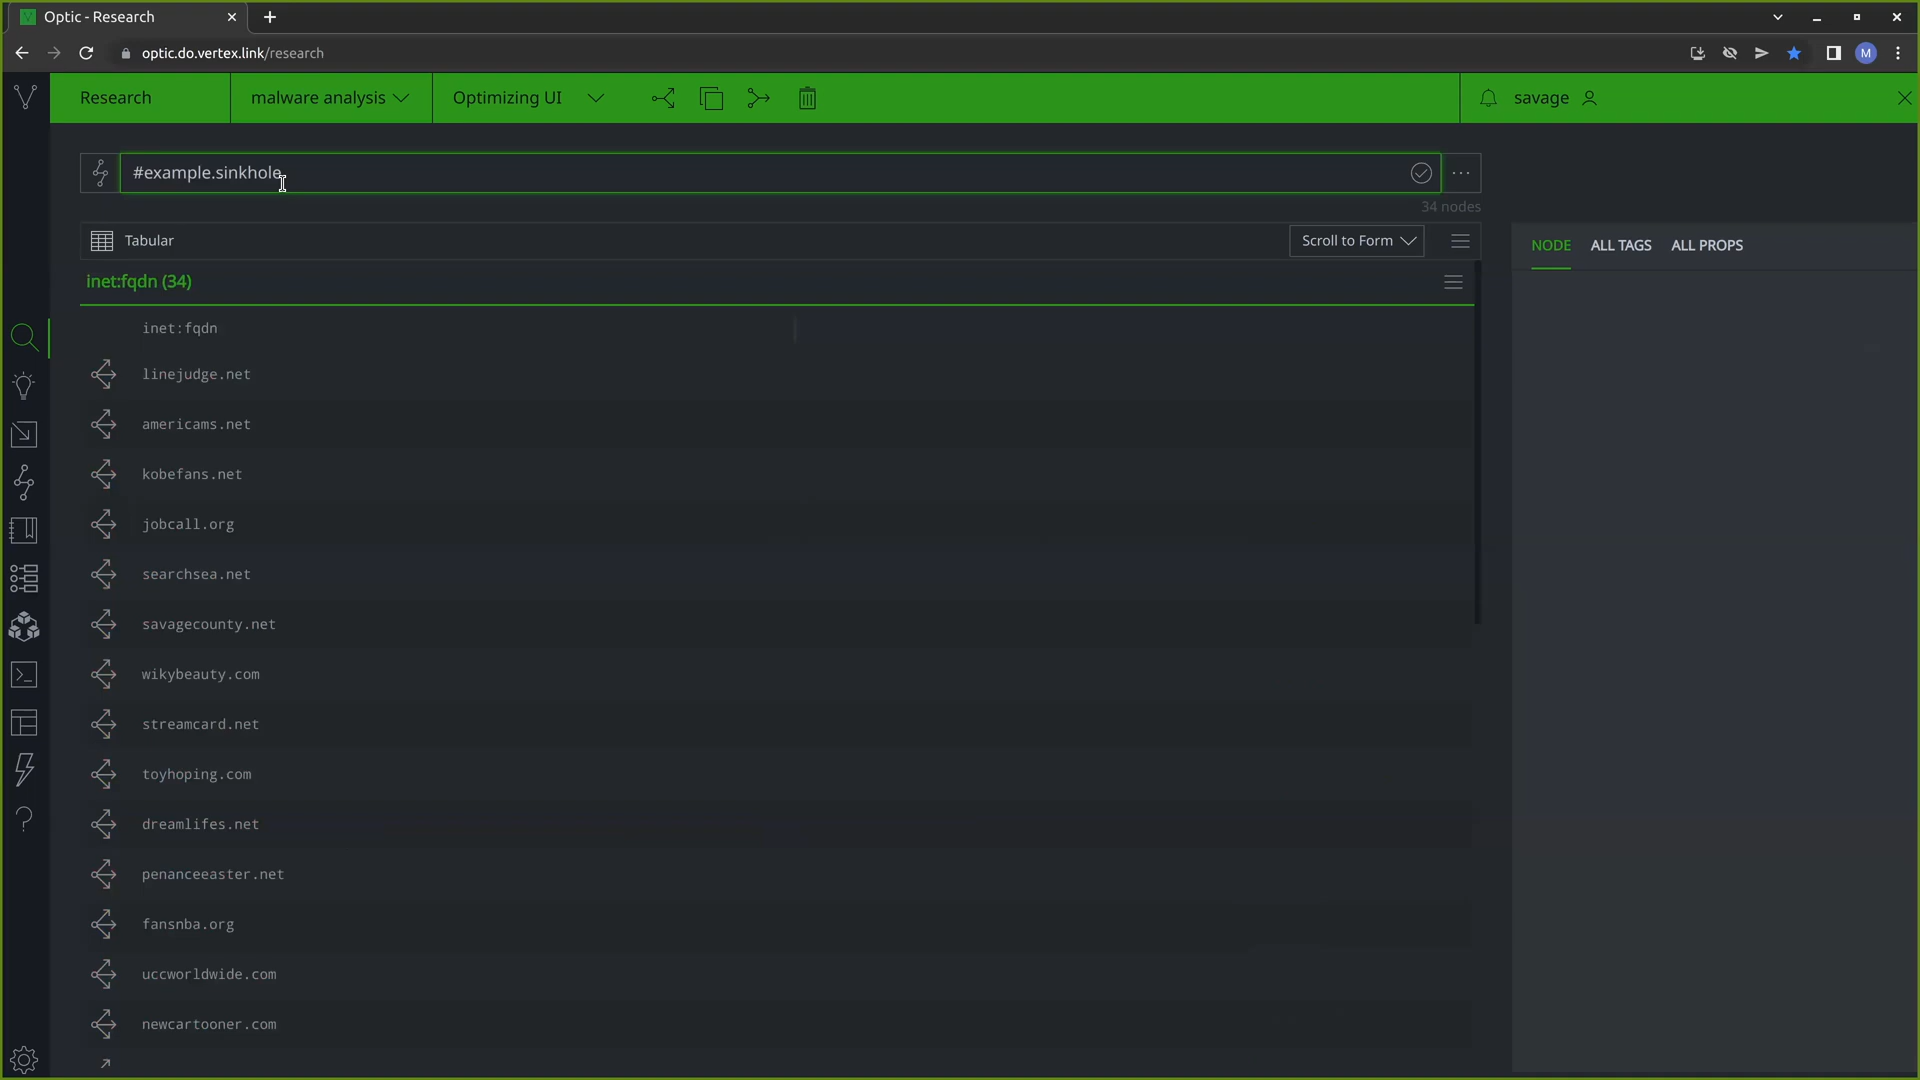 Optic - Research
optic.do.vertex.link/research
M
Research
malware analysis
Optimizing UI
savage
#example.sinkhole
34 nodes
Tabular
Scroll to Form
NODE
ALL TAGS
ALL PROPS
inet:fqdn (34)
inet:fqdn
linejudge.net
americams.net
kobefans.net
jobcall.org
searchsea.net
savagecounty.net
wikybeauty.com
streamcard.net
toyhoping.com
dreamlifes.net
penanceeaster.net
fansnba.org
uccworldwide.com
newcartooner.com